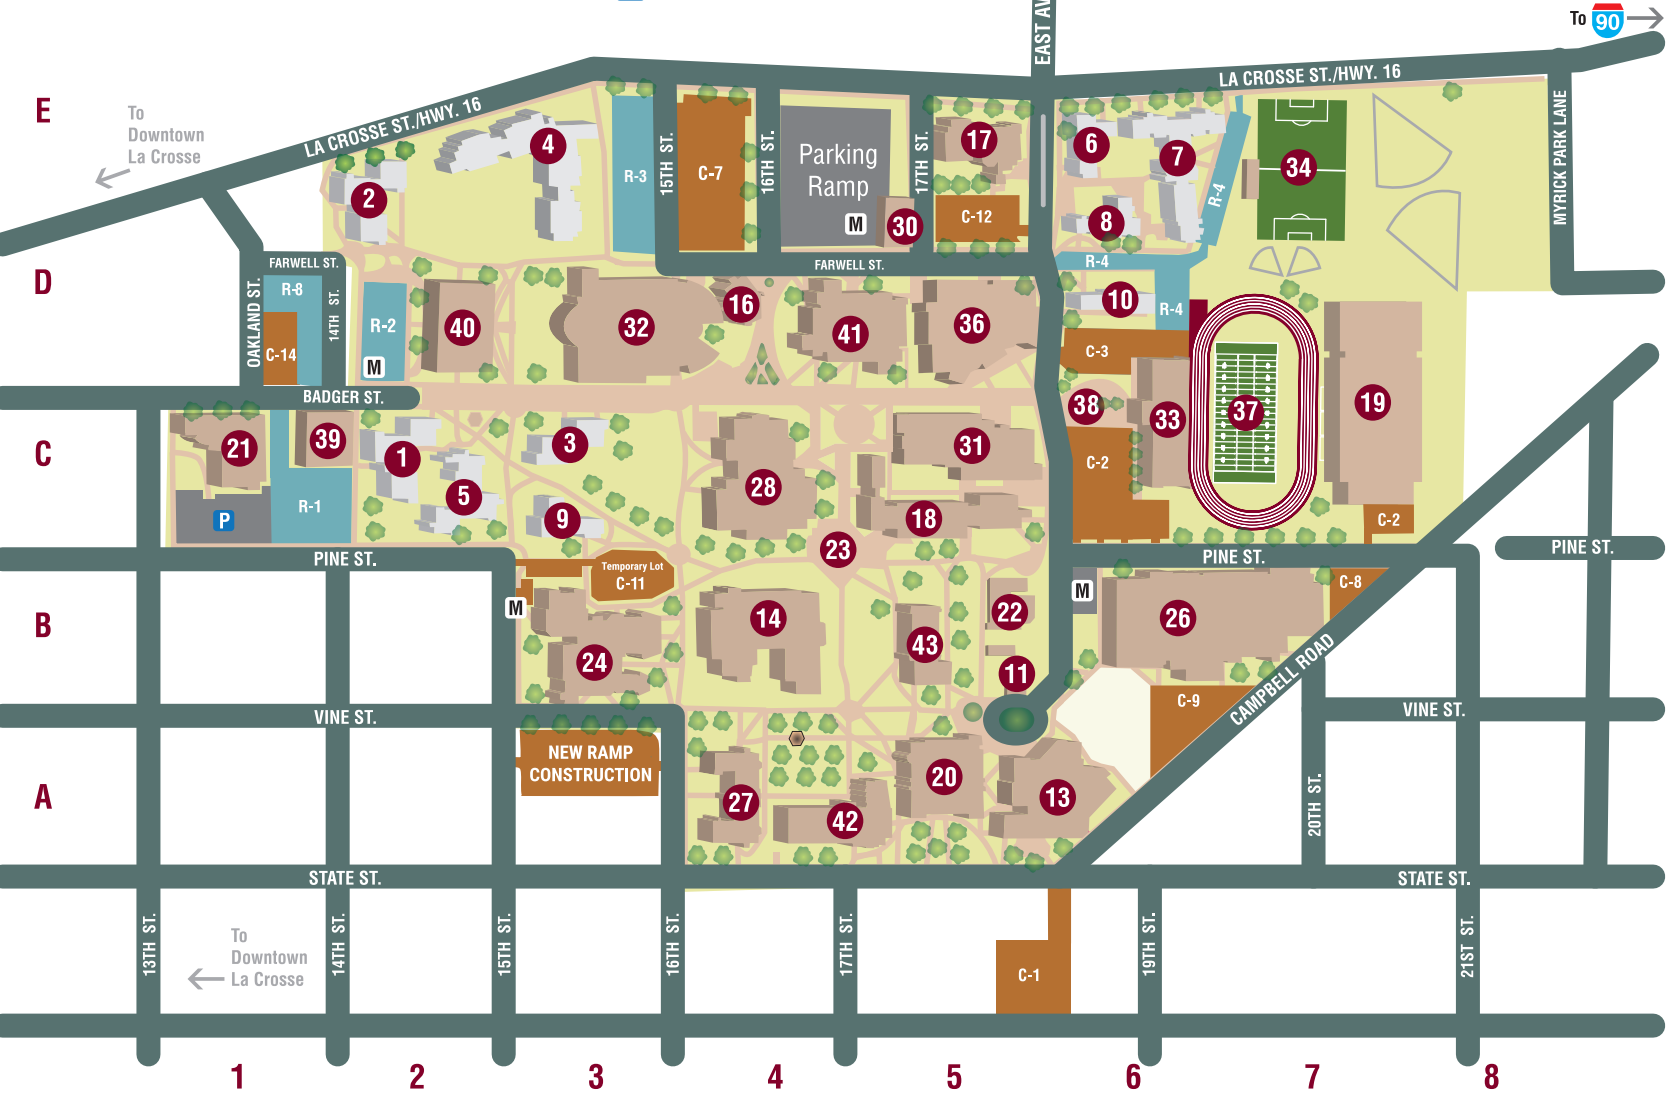 To 90
EAST AV
LA CROSSE ST./HWY. 16
LA CROSSE ST./HWY. 16
E
To
Downtown
La Crosse
4
2
R-3
15TH ST.
C-7
16TH ST.
Parking
Ramp
M
30
17TH ST.
17
C-12
6
7
8
R-4
34
MYRICK PARK LANE
D
FARWELL ST.
FARWELL ST.
R-4
OAKLAND ST.
R-8
C-14
14TH ST.
R-2
M
40
32
16
41
36
10
R-4
C-3
BADGER ST.
38
33
37
19
C
21
39
1
3
5
9
28
31
18
23
C-2
C-2
P
R-1
PINE ST.
PINE ST.
PINE ST.
Temporary Lot
C-11
M
B
24
14
43
22
11
M
26
C-8
CAMPBELL ROAD
C-9
VINE ST.
VINE ST.
NEW RAMP
CONSTRUCTION
A
27
42
20
13
20TH ST.
STATE ST.
STATE ST.
13TH ST.
To
Downtown
La Crosse
14TH ST.
15TH ST.
16TH ST.
17TH ST.
C-1
19TH ST.
21ST ST.
1
2
3
4
5
6
7
8